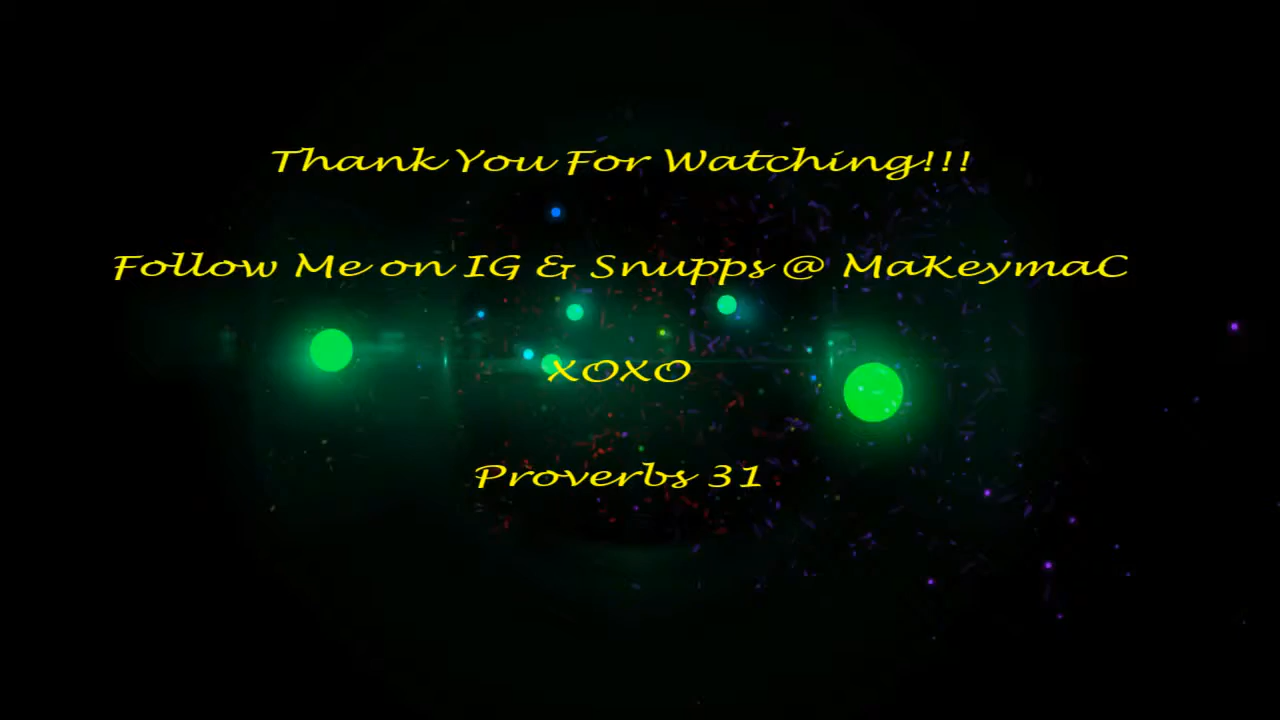 Thank You For Watching!!!
Follow Me on IG & Snupps @ MaKeymaC
XOXO
Proverbs 31